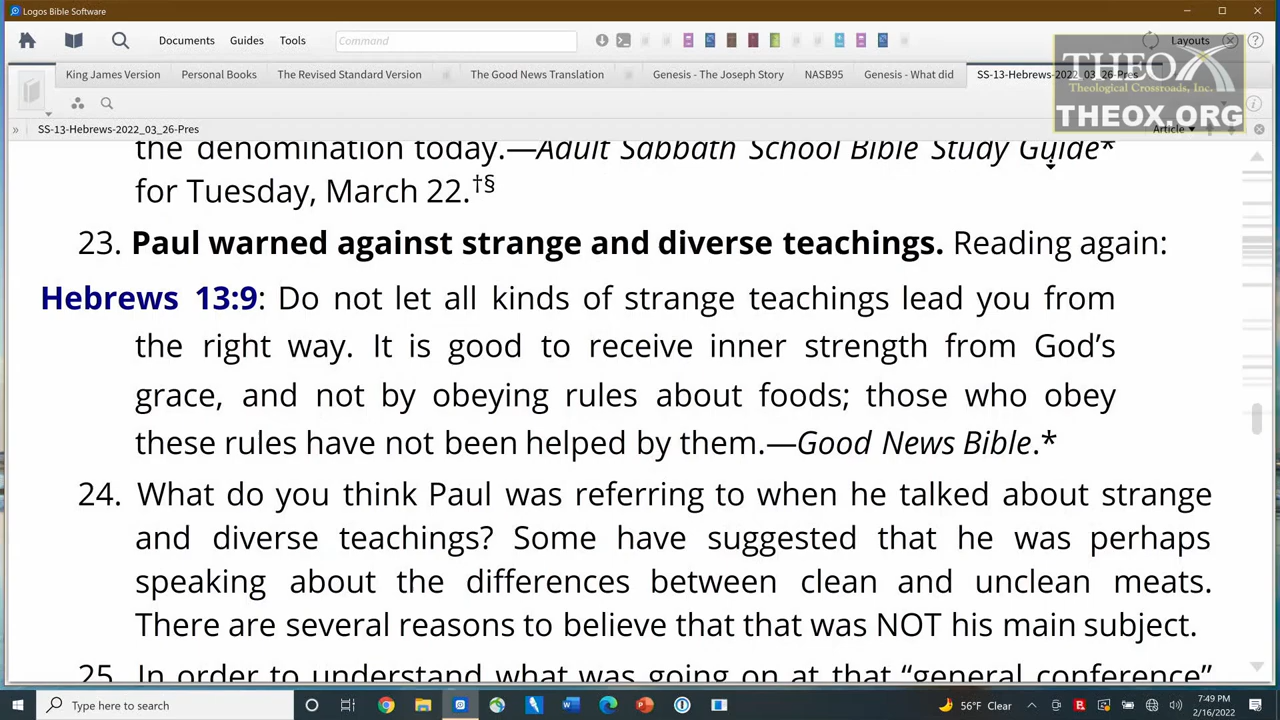 Logos Bible Software
Documents Guides Tools Command Layouts
King James Version Personal Books The Revised Standard Version The Good News Translation Genesis - The Joseph Story NASB95 Genesis - What did SS-13-Hebrews-2022_03_26-Pres
THEOX
Theological Crossroads, Inc.
THEOX.ORG
SS-13-Hebrews-2022_03_26-Pres Article
the denomination today.—Adult Sabbath School Bible Study Guide*
for Tuesday, March 22.†§
23. Paul warned against strange and diverse teachings. Reading again:
Hebrews 13:9: Do not let all kinds of strange teachings lead you from
the right way. It is good to receive inner strength from God's
grace, and not by obeying rules about foods; those who obey
these rules have not been helped by them.—Good News Bible.*
24. What do you think Paul was referring to when he talked about strange
and diverse teachings? Some have suggested that he was perhaps
speaking about the differences between clean and unclean meats.
There are several reasons to believe that that was NOT his main subject.
25. In order to understand what was going on at that “general conference”
Type here to search 56°F Clear 7:49 PM
2/16/2022